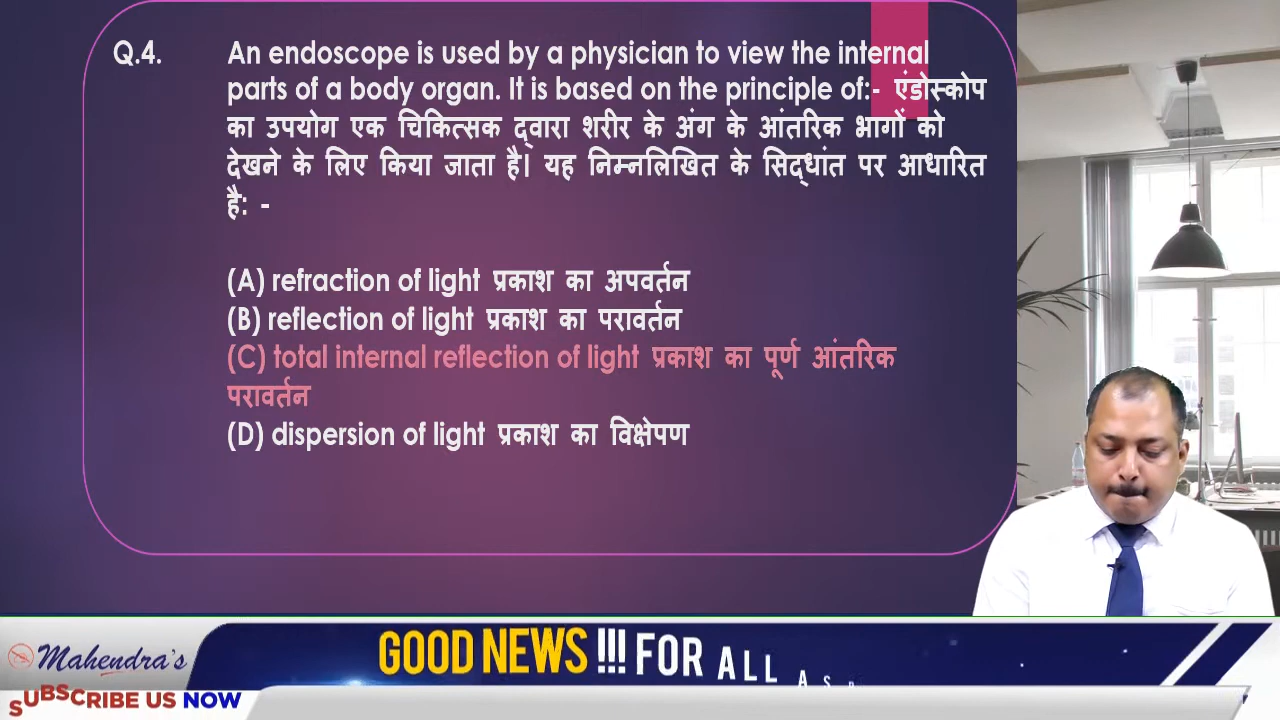 Q.4. An endoscope is used by a physician to view the internal
parts of a body organ. It is based on the principle of:- एंडोस्कोप
का उपयोग एक चिकित्सक द्वारा शरीर के अंग के आंतरिक भागों को
देखने के लिए किया जाता है। यह निम्नलिखित के सिद्धांत पर आधारित
है: -
(A) refraction of light प्रकाश का अपवर्तन
(B) reflection of light प्रकाश का परावर्तन
(C) total internal reflection of light प्रकाश का पूर्ण आंतरिक
परावर्तन
(D) dispersion of light प्रकाश का विक्षेपण
Mahendra's
GOOD NEWS !!! FOR ALL
SUBSCRIBE US NOW